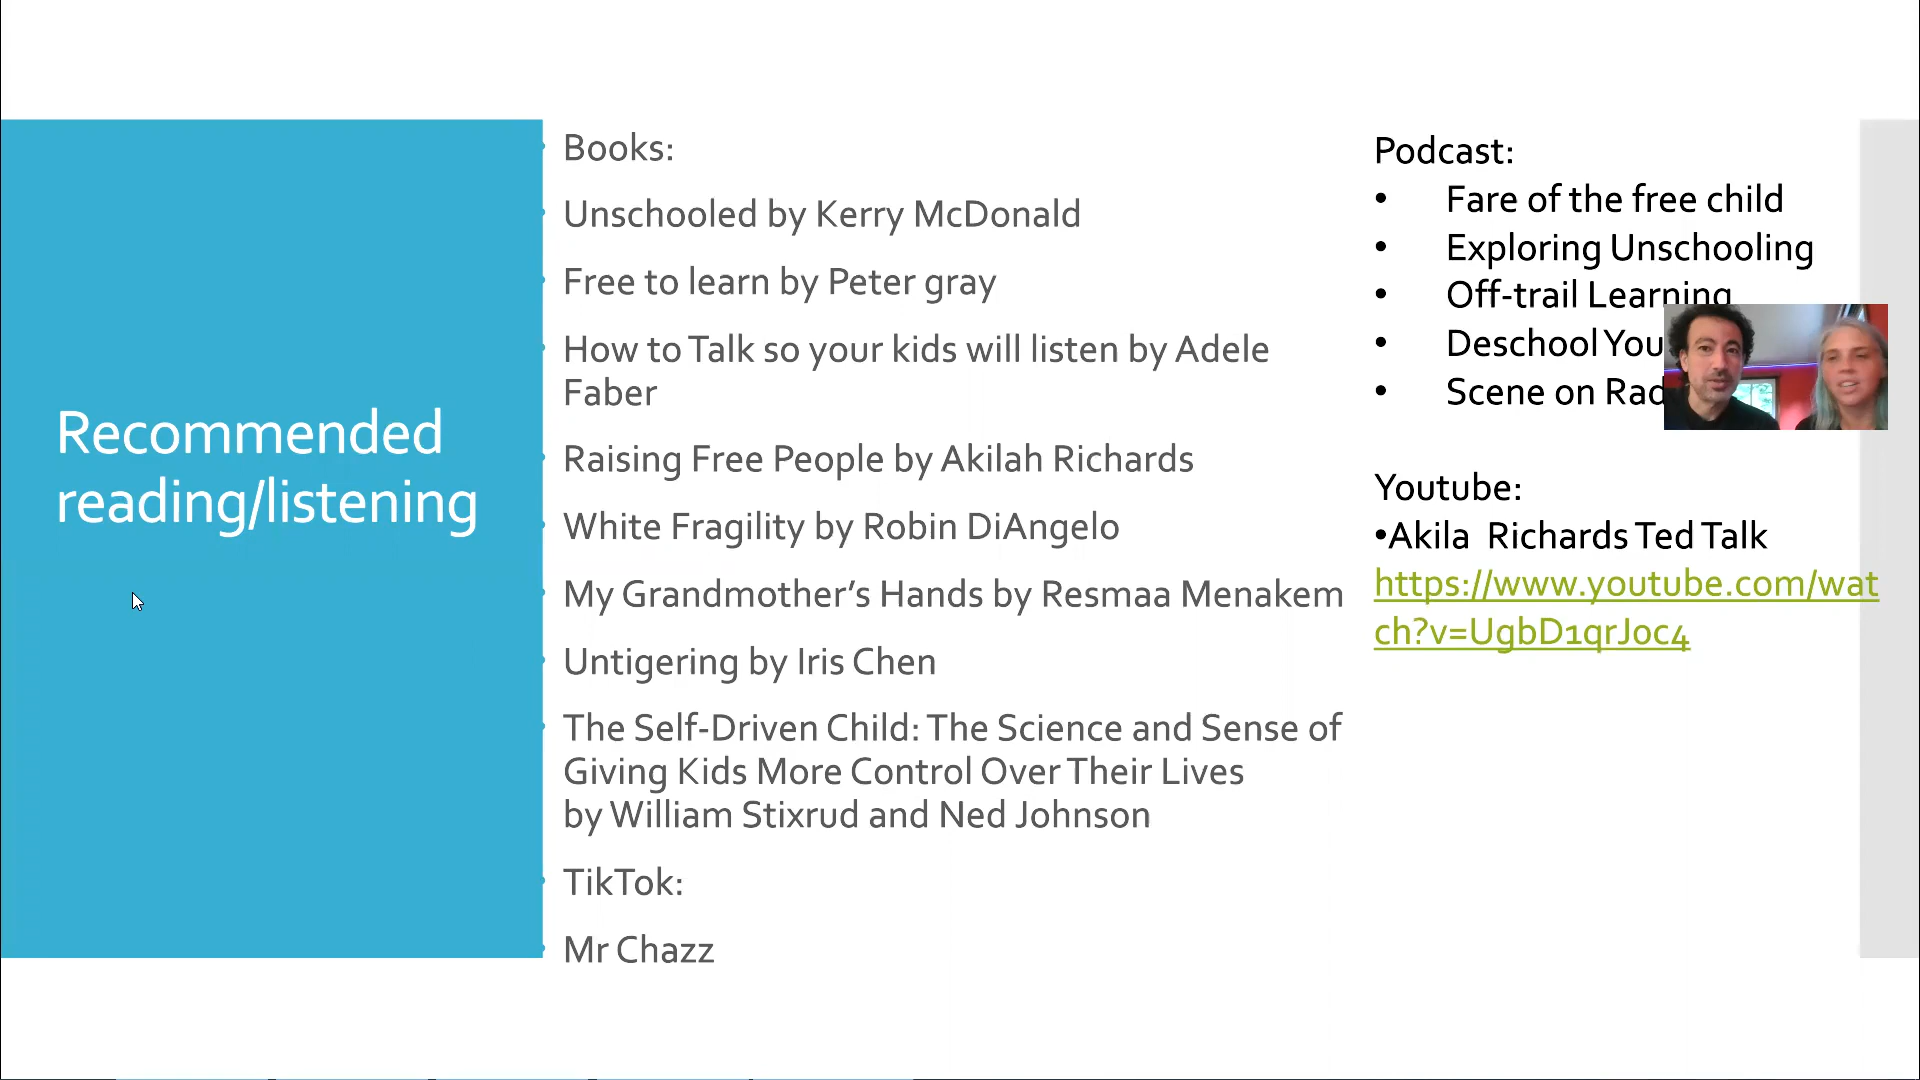 Recommended
reading/listening
Books:
Unschooled by Kerry McDonald
Free to learn by Peter gray
How to Talk so your kids will listen by Adele
Faber
Raising Free People by Akilah Richards
White Fragility by Robin DiAngelo
My Grandmother’s Hands by Resmaa Menakem
Untigering by Iris Chen
The Self-Driven Child: The Science and Sense of
Giving Kids More Control Over Their Lives
by William Stixrud and Ned Johnson
TikTok:
Mr Chazz
Podcast:
• Fare of the free child
• Exploring Unschooling
• Off-trail Learning
• Deschool
• Scene on
Youtube:
•Akila Richards Ted Talk
https://www.youtube.com/wat
ch?v=UgbD1qrJoc4